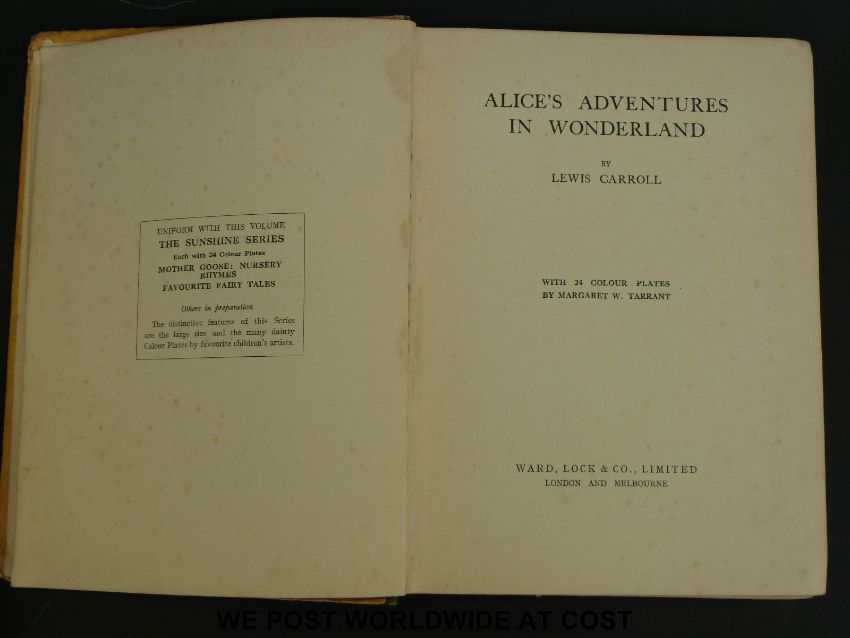 UNIFORM WITH THIS VOLUME
THE SUNSHINE SERIES
Each with 24 Colour Plates
MOTHER GOOSE: NURSERY
RHYMES
FAVOURITE FAIRY TALES
Others in preparation
The distinctive features of this Series
are the large size and the many dainty
Colour Plates by favourite children's artists.
ALICE'S ADVENTURES
IN WONDERLAND
BY
LEWIS CARROLL
WITH 24 COLOUR PLATES
BY MARGARET W. TARRANT
WARD, LOCK & CO., LIMITED
LONDON AND MELBOURNE
WE POST WORLDWIDE AT COST